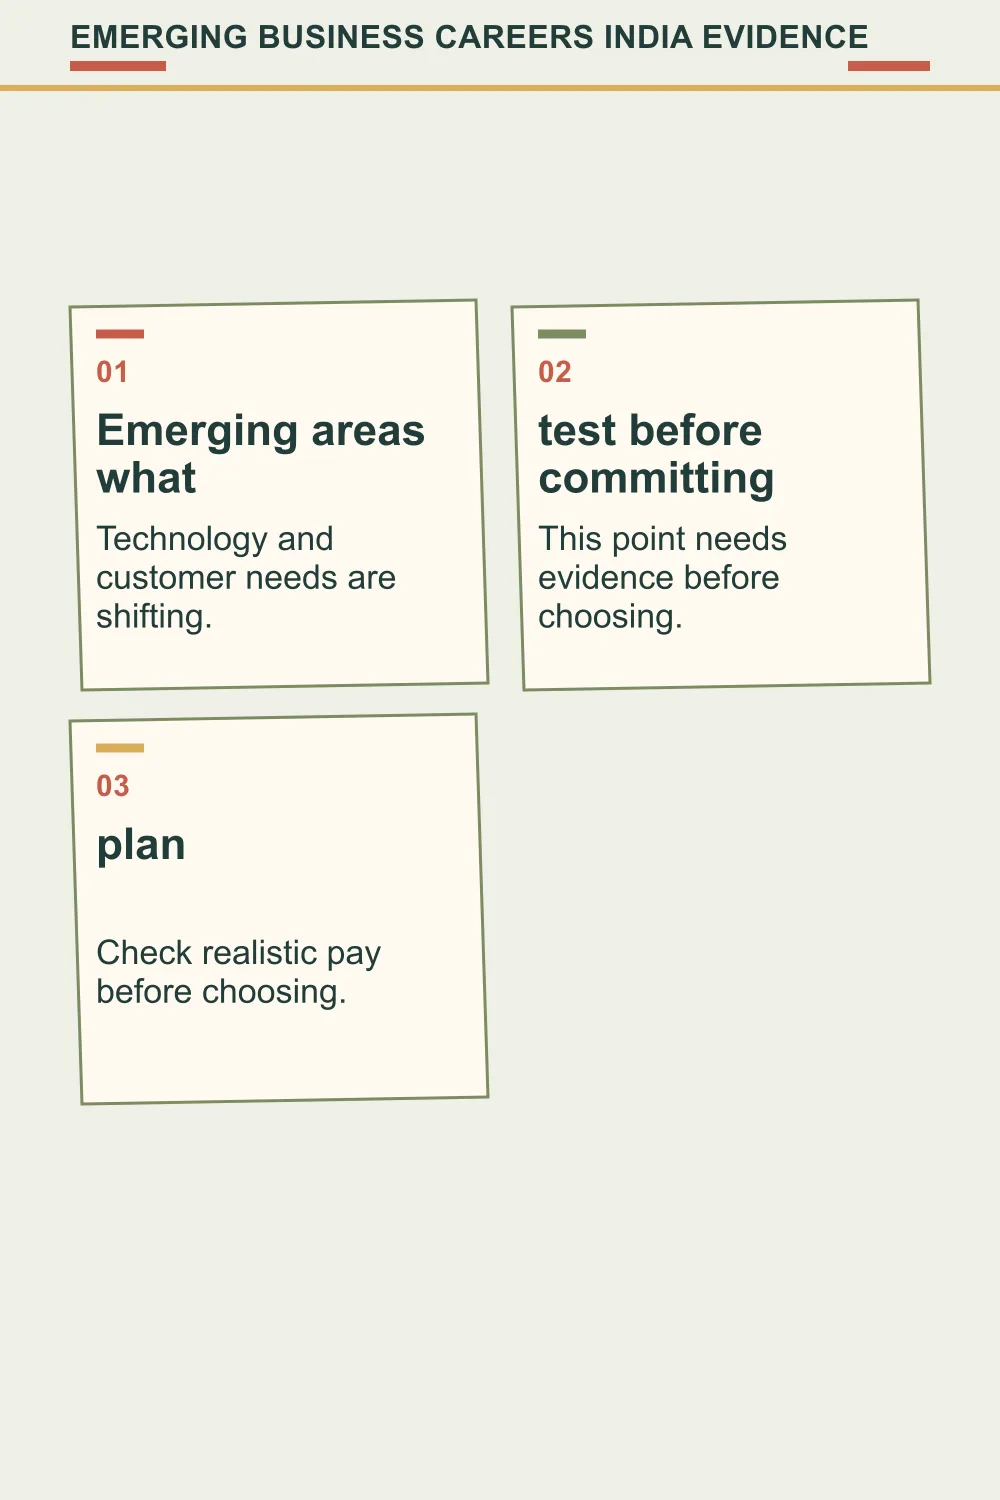 EMERGING BUSINESS CAREERS INDIA EVIDENCE
01
Emerging areas
what
Technology and
customer needs are
shifting.
02
test before
committing
This point needs
evidence before
choosing.
03
plan
Check realistic pay
before choosing.